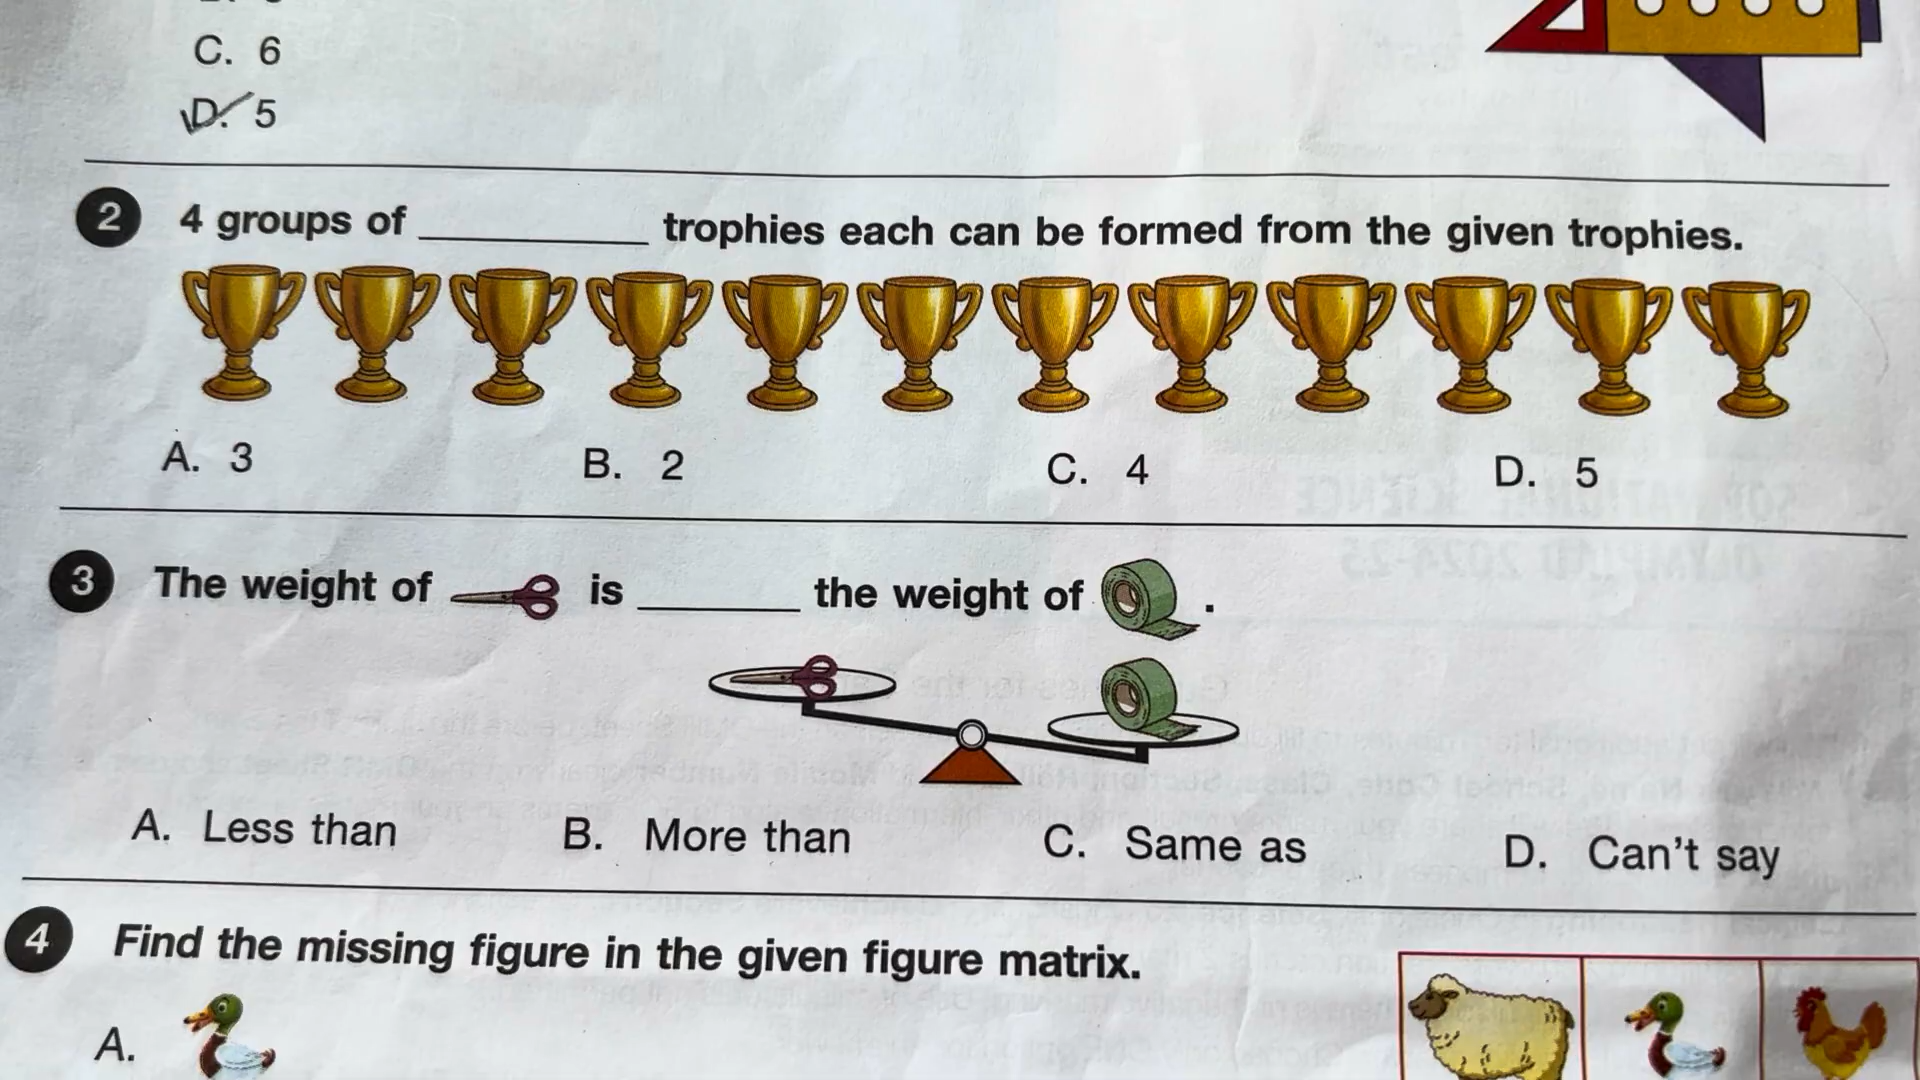 C. 6
D. 5
2 4 groups of __________ trophies each can be formed from the given trophies.
A. 3 B. 2 C. 4 D. 5
3 The weight of is _______ the weight of .
A. Less than B. More than C. Same as D. Can't say
4 Find the missing figure in the given figure matrix.
A.